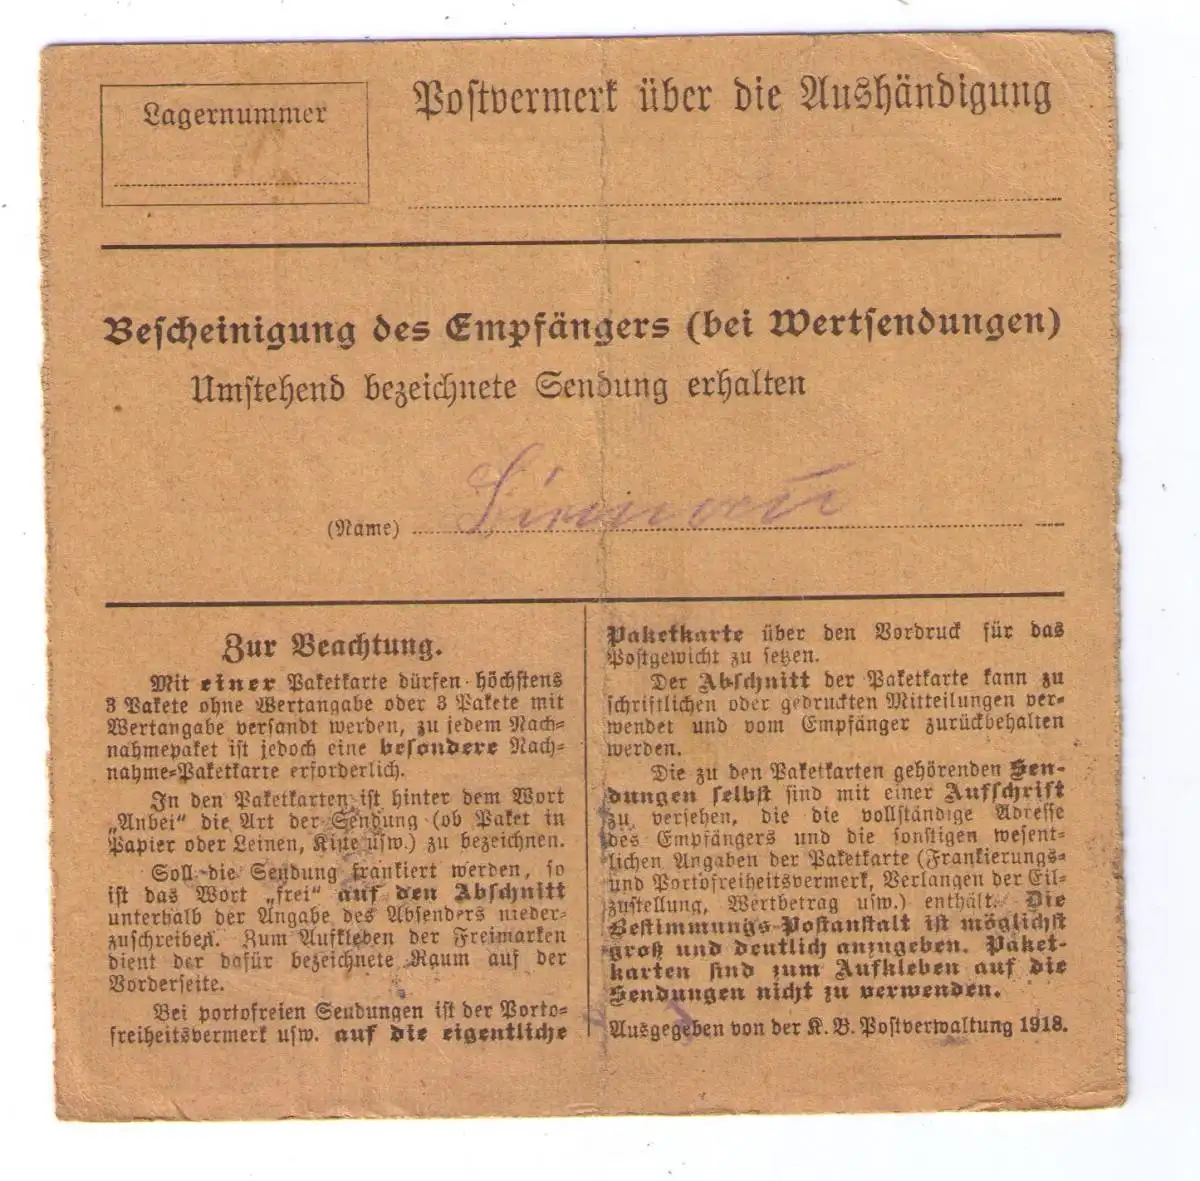 Lagernummer
Postvermerk über die Aushändigung
Bescheinigung des Empfängers (bei Wertsendungen)
Umstehend bezeichnete Sendung erhalten
(Name)
Zur Beachtung.
Mit einer Paketkarte dürfen höchstens
3 Pakete ohne Wertangabe oder 3 Pakete mit
Wertangabe versandt werden, zu jedem Nach=
nahmepaket ist jedoch eine besondere Nach=
nahme=Paketkarte erforderlich.
In den Paketkarten ist hinter dem Wort
„Anbei" die Art der Sendung (ob Paket in
Papier oder Leinen, Kiste usw.) zu bezeichnen.
Soll die Sendung frankiert werden, so
ist das Wort „frei" auf den Abschnitt
unterhalb der Angabe des Absenders nieder=
zuschreiben. Zum Aufkleben der Freimarken
dient der dafür bezeichnete Raum auf der
Vorderseite.
Bei portofreien Sendungen ist der Porto=
freiheitsvermerk usw. auf die eigentliche
Paketkarte über den Vordruck für das
Postgewicht zu setzen.
Der Abschnitt der Paketkarte kann zu
schriftlichen oder gedruckten Mitteilungen ver=
wendet und vom Empfänger zurückbehalten
werden.
Die zu den Paketkarten gehörenden Sen=
dungen selbst sind mit einer Aufschrift
zu versehen, die die vollständige Adresse
des Empfängers und die sonstigen wesent=
lichen Angaben der Paketkarte (Frankierungs=
und Portofreiheitsvermerk, Verlangen der Eil=
zustellung, Wertbetrag usw.) enthält. Die
Bestimmungs-Postanstalt ist möglichst
groß und deutlich anzugeben. Paket=
karten sind zum Aufkleben auf die
Sendungen nicht zu verwenden.
Ausgegeben von der K. B. Postverwaltung 1918.